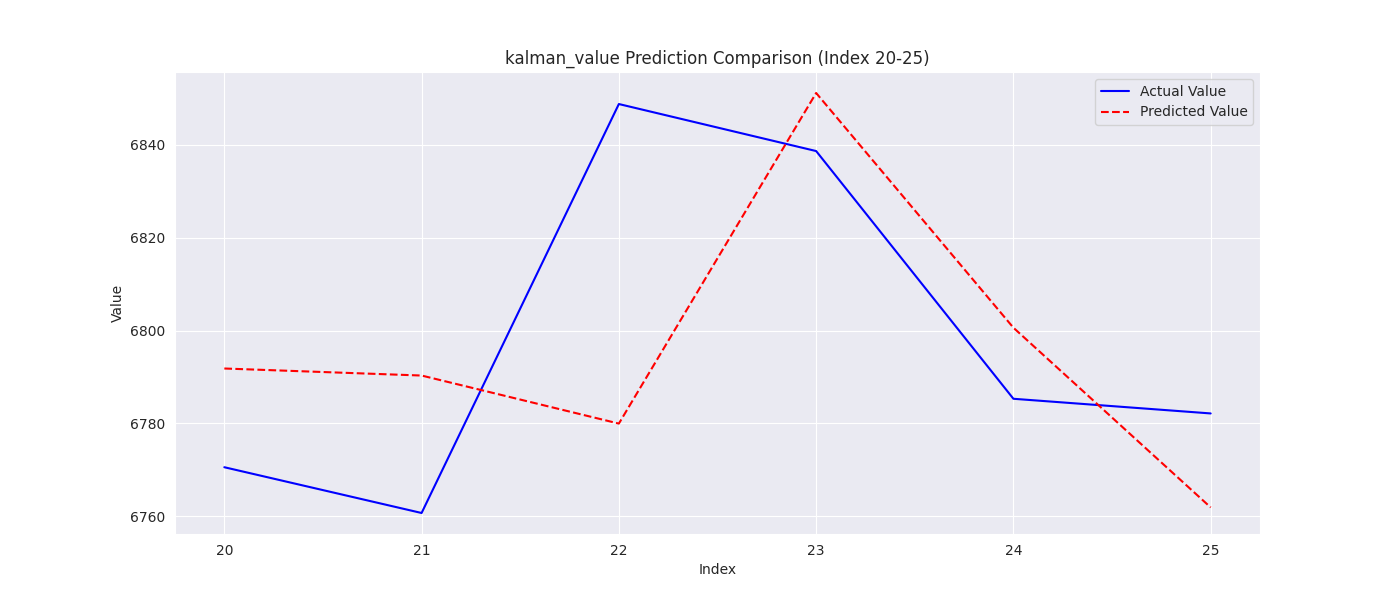 kalman_value Prediction Comparison (Index 20-25)
Actual Value
Predicted Value
6840
6820
6800
6780
6760
Value
20 21 22 23 24 25
Index